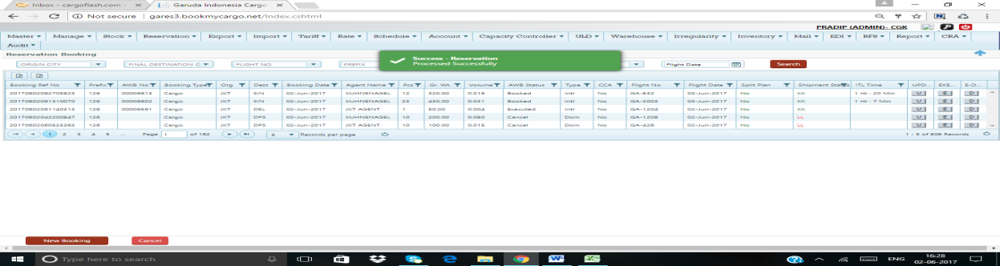 Inbox - cargoflash.com - × Garuda Indonesia Cargo ×
Not secure | gares3.bookmycargo.net/Index.cshtml
PRADIP (ADMIN)- CGK
Master Manage Stock Reservation Export Import Tariff Rate Schedule Account Capacity Controller ULD Warehouse Irregularity Inventory Mail EDI RFS Report CRA
Audit
Reservation Booking
Success - Reservation
Processed Successfully
ORIGIN CITY FINAL DESTINATION C FLIGHT NO. PREFIX Flight Date Search
Booking Ref No Prefix AWB No Booking Type Org Dest Booking Date Agent Name Pcs Gr. Wt. Volume AWB Status Type CCA Flight No Flight Date Split Plan Shipment Status ITL Time UPD... EXE... E-D...
126 Cargo JKT SIN 02-Jun-2017 KUHNENAGEL 12 320.00 0.016 Booked Intl No GA-832 03-Jun-2017 No KK 1 Hr - 20 Min U E D
20170602091310070 126 00006602 Cargo JKT SIN 02-Jun-2017 KUHNENAGEL 23 430.00 0.031 Booked Intl No 03-Jun-2017 No KK 1 Hr - 7 Min U E D
126 Cargo JKT DEL 02-Jun-2017 JKT AGENT 1 50.00 0.004 Executed Intl No GA-1204 02-Jun-2017 No KK U E D
20170602042200847 126 Cargo JKT DPS 02-Jun-2017 KUHNENAGEL 10 200.00 0.080 Cancel Dom No GA-1208 02-Jun-2017 No LL U E D
20170602060525363 126 Cargo JKT DPS 02-Jun-2017 JKT AGENT 10 100.00 0.015 Cancel Dom No GA-426 02-Jun-2017 No LL U E D
1 2 3 4 5 ... Page 1 of 162 5 Records per page 1 - 5 of 806 Records
New Booking Cancel
Type here to search ENG 16:28
02-06-2017